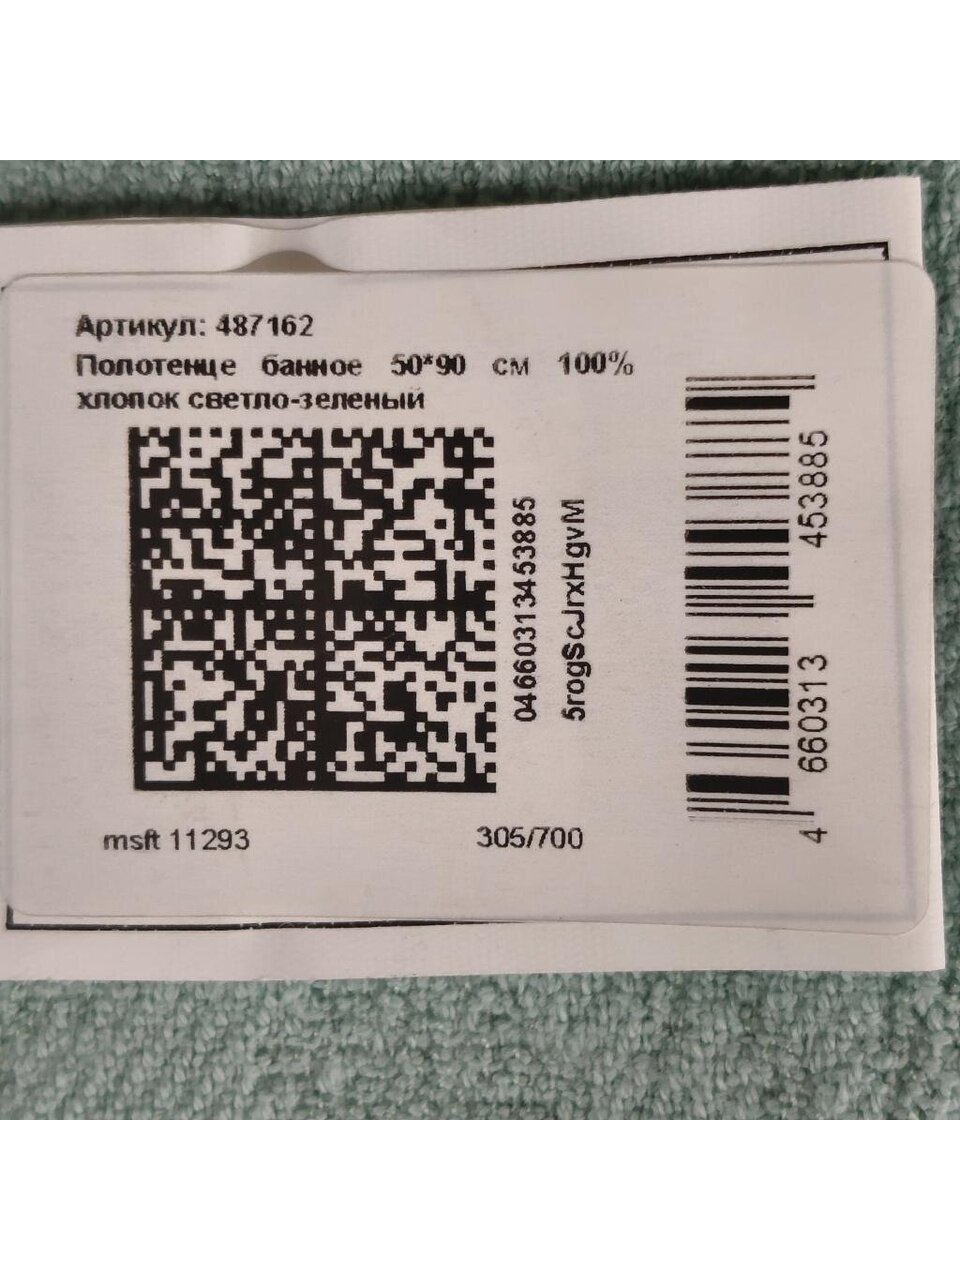 Артикул: 487162
Полотенце банное 50*90 см 100%
хлопок светло-зеленый
04660313453885
5rogScJrxHgvM
msft 11293
305/700
4 660313 453885